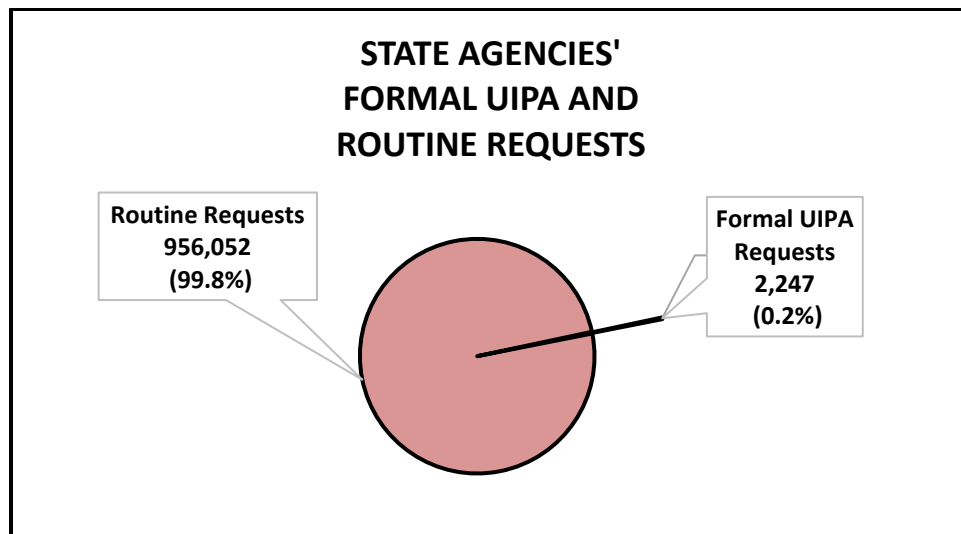 STATE AGENCIES'
FORMAL UIPA AND
ROUTINE REQUESTS
Routine Requests
956,052
(99.8%)
Formal UIPA
Requests
2,247
(0.2%)